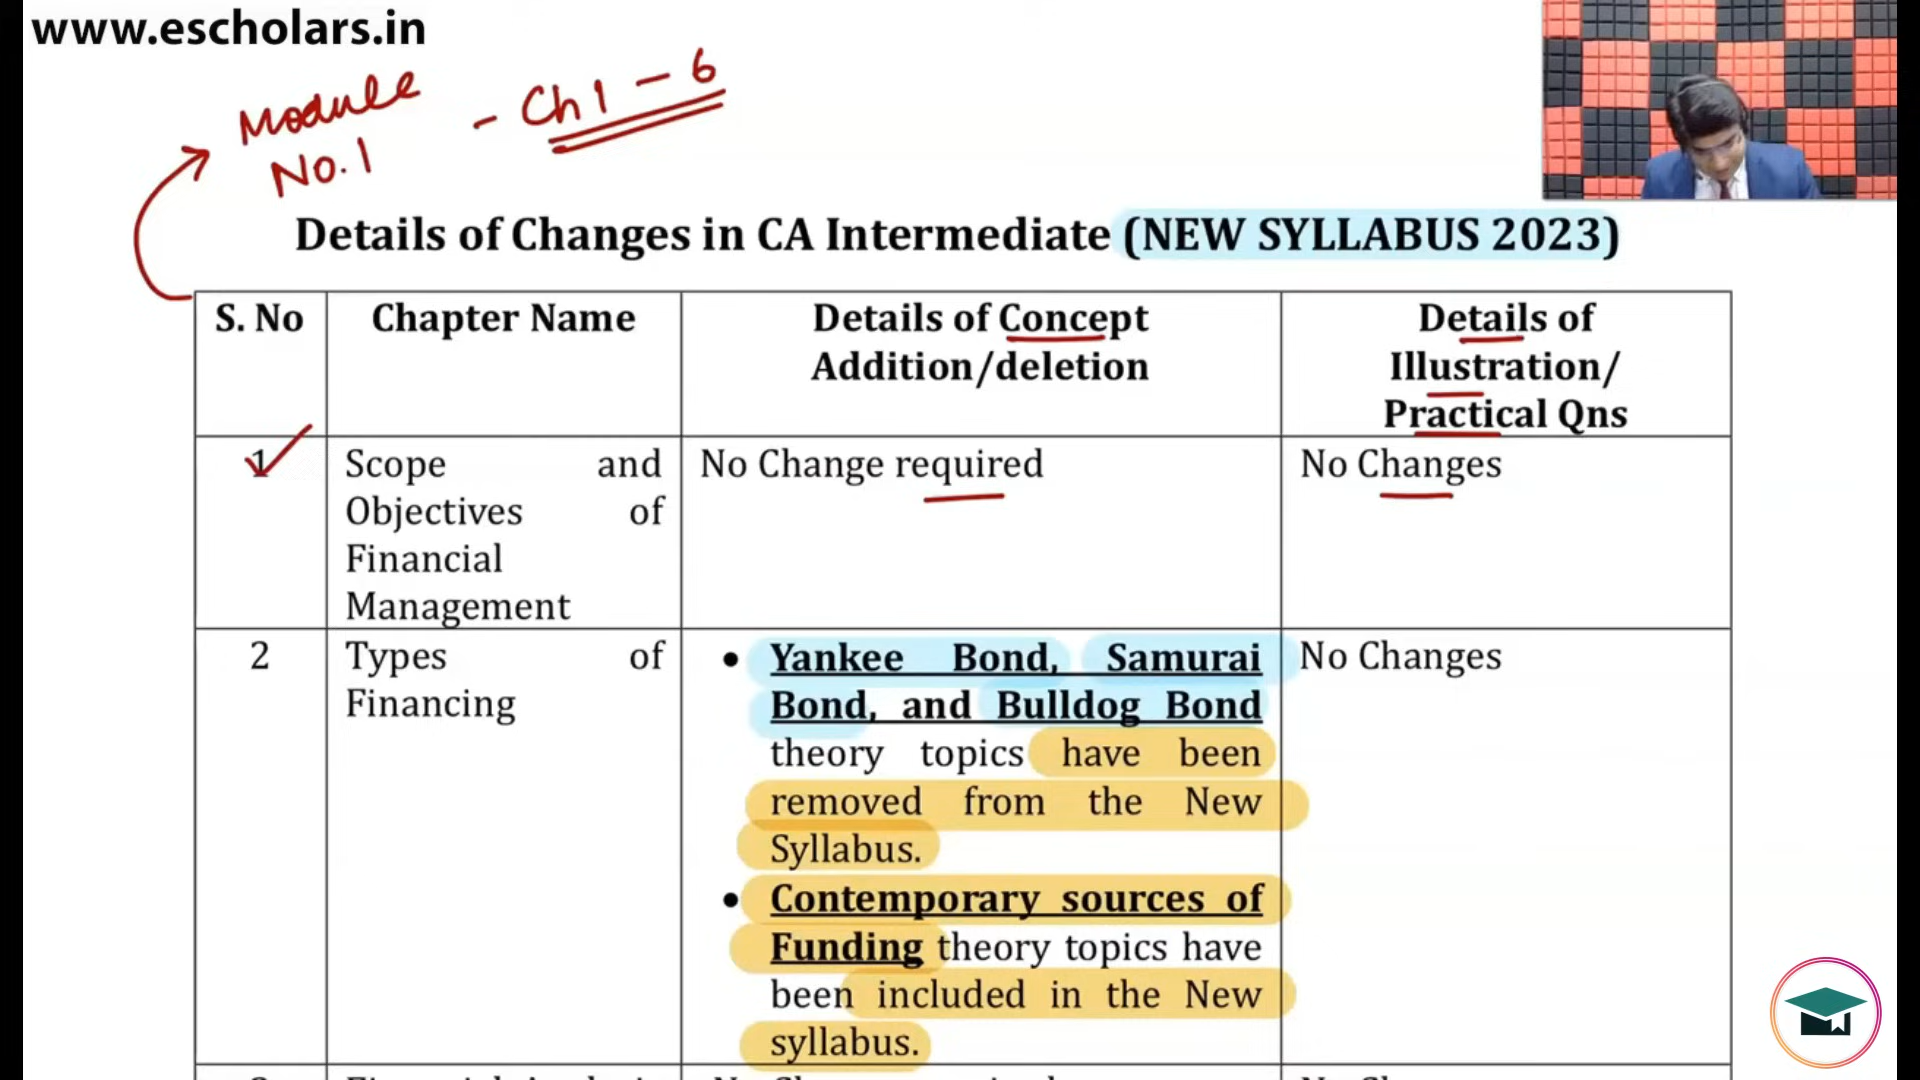 www.escholars.in
Module - Ch 1 - 6
No. 1
Details of Changes in CA Intermediate (NEW SYLLABUS 2023)
S. No
Chapter Name
Details of Concept
Addition/deletion
Details of
Illustration/
Practical Qns
1
Scope and
Objectives of
Financial
Management
No Change required
No Changes
2
Types of
Financing
• Yankee Bond, Samurai
Bond, and Bulldog Bond
theory topics have been
removed from the New
Syllabus.
• Contemporary sources of
Funding theory topics have
been included in the New
syllabus.
No Changes